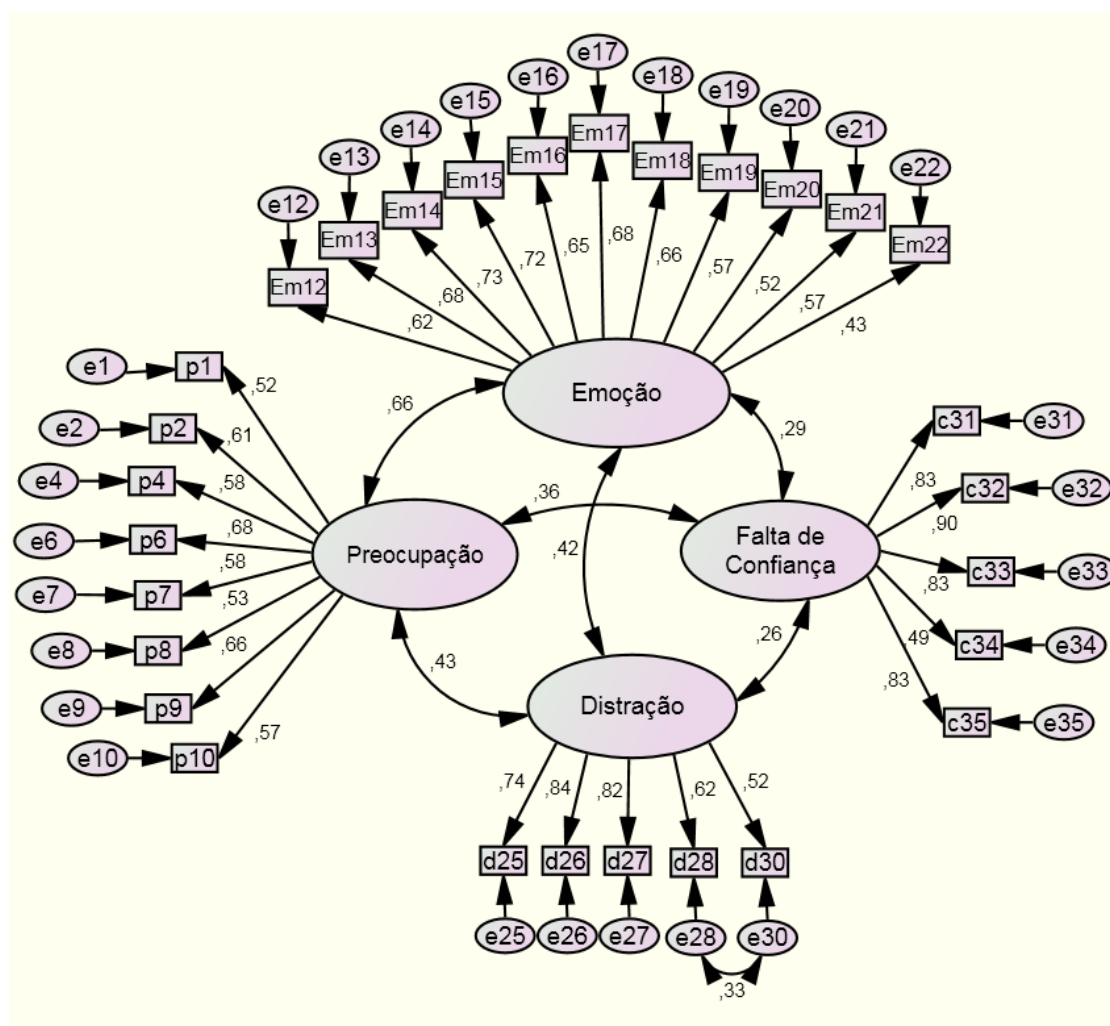 e17
e16
e18
e15
e19
e14
e20
e13
e21
e12
e22
Em17
Em16
Em18
Em15
Em19
Em14
Em20
Em13
Em21
Em12
Em22
,62
,68
,73
,72
,65
,68
,66
,57
,52
,57
,43
Emoção
e1
p1
,52
e2
p2
,61
e4
p4
,58
e6
p6
,68
e7
p7
,58
e8
p8
,53
e9
p9
,66
e10
p10
,57
Preocupação
,66
,29
,36
,42
,43
,26
Falta de
Confiança
c31
e31
,83
c32
e32
,90
c33
e33
,83
c34
e34
,49
c35
e35
,83
Distração
,74
,84
,82
,62
,52
d25
d26
d27
d28
d30
e25
e26
e27
e28
e30
,33